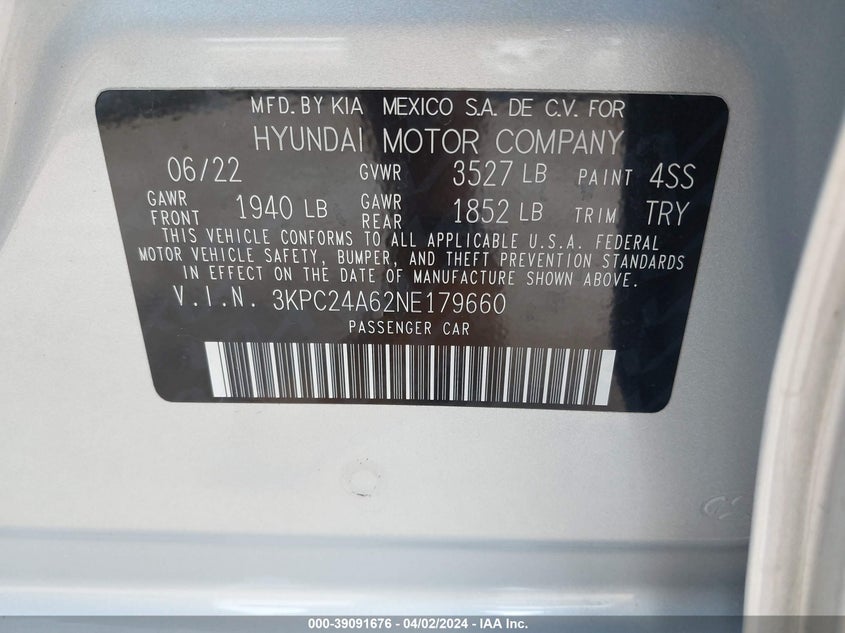 MFD. BY KIA MEXICO S.A. DE C.V. FOR
HYUNDAI MOTOR COMPANY
06/22 GVWR 3527 LB PAINT 4SS
GAWR FRONT 1940 LB GAWR REAR 1852 LB TRIM TRY
THIS VEHICLE CONFORMS TO ALL APPLICABLE U.S.A. FEDERAL
MOTOR VEHICLE SAFETY, BUMPER, AND THEFT PREVENTION STANDARDS
IN EFFECT ON THE DATE OF MANUFACTURE SHOWN ABOVE.
V.I.N. 3KPC24A62NE179660
PASSENGER CAR
000-39091676 - 04/02/2024 - IAA Inc.